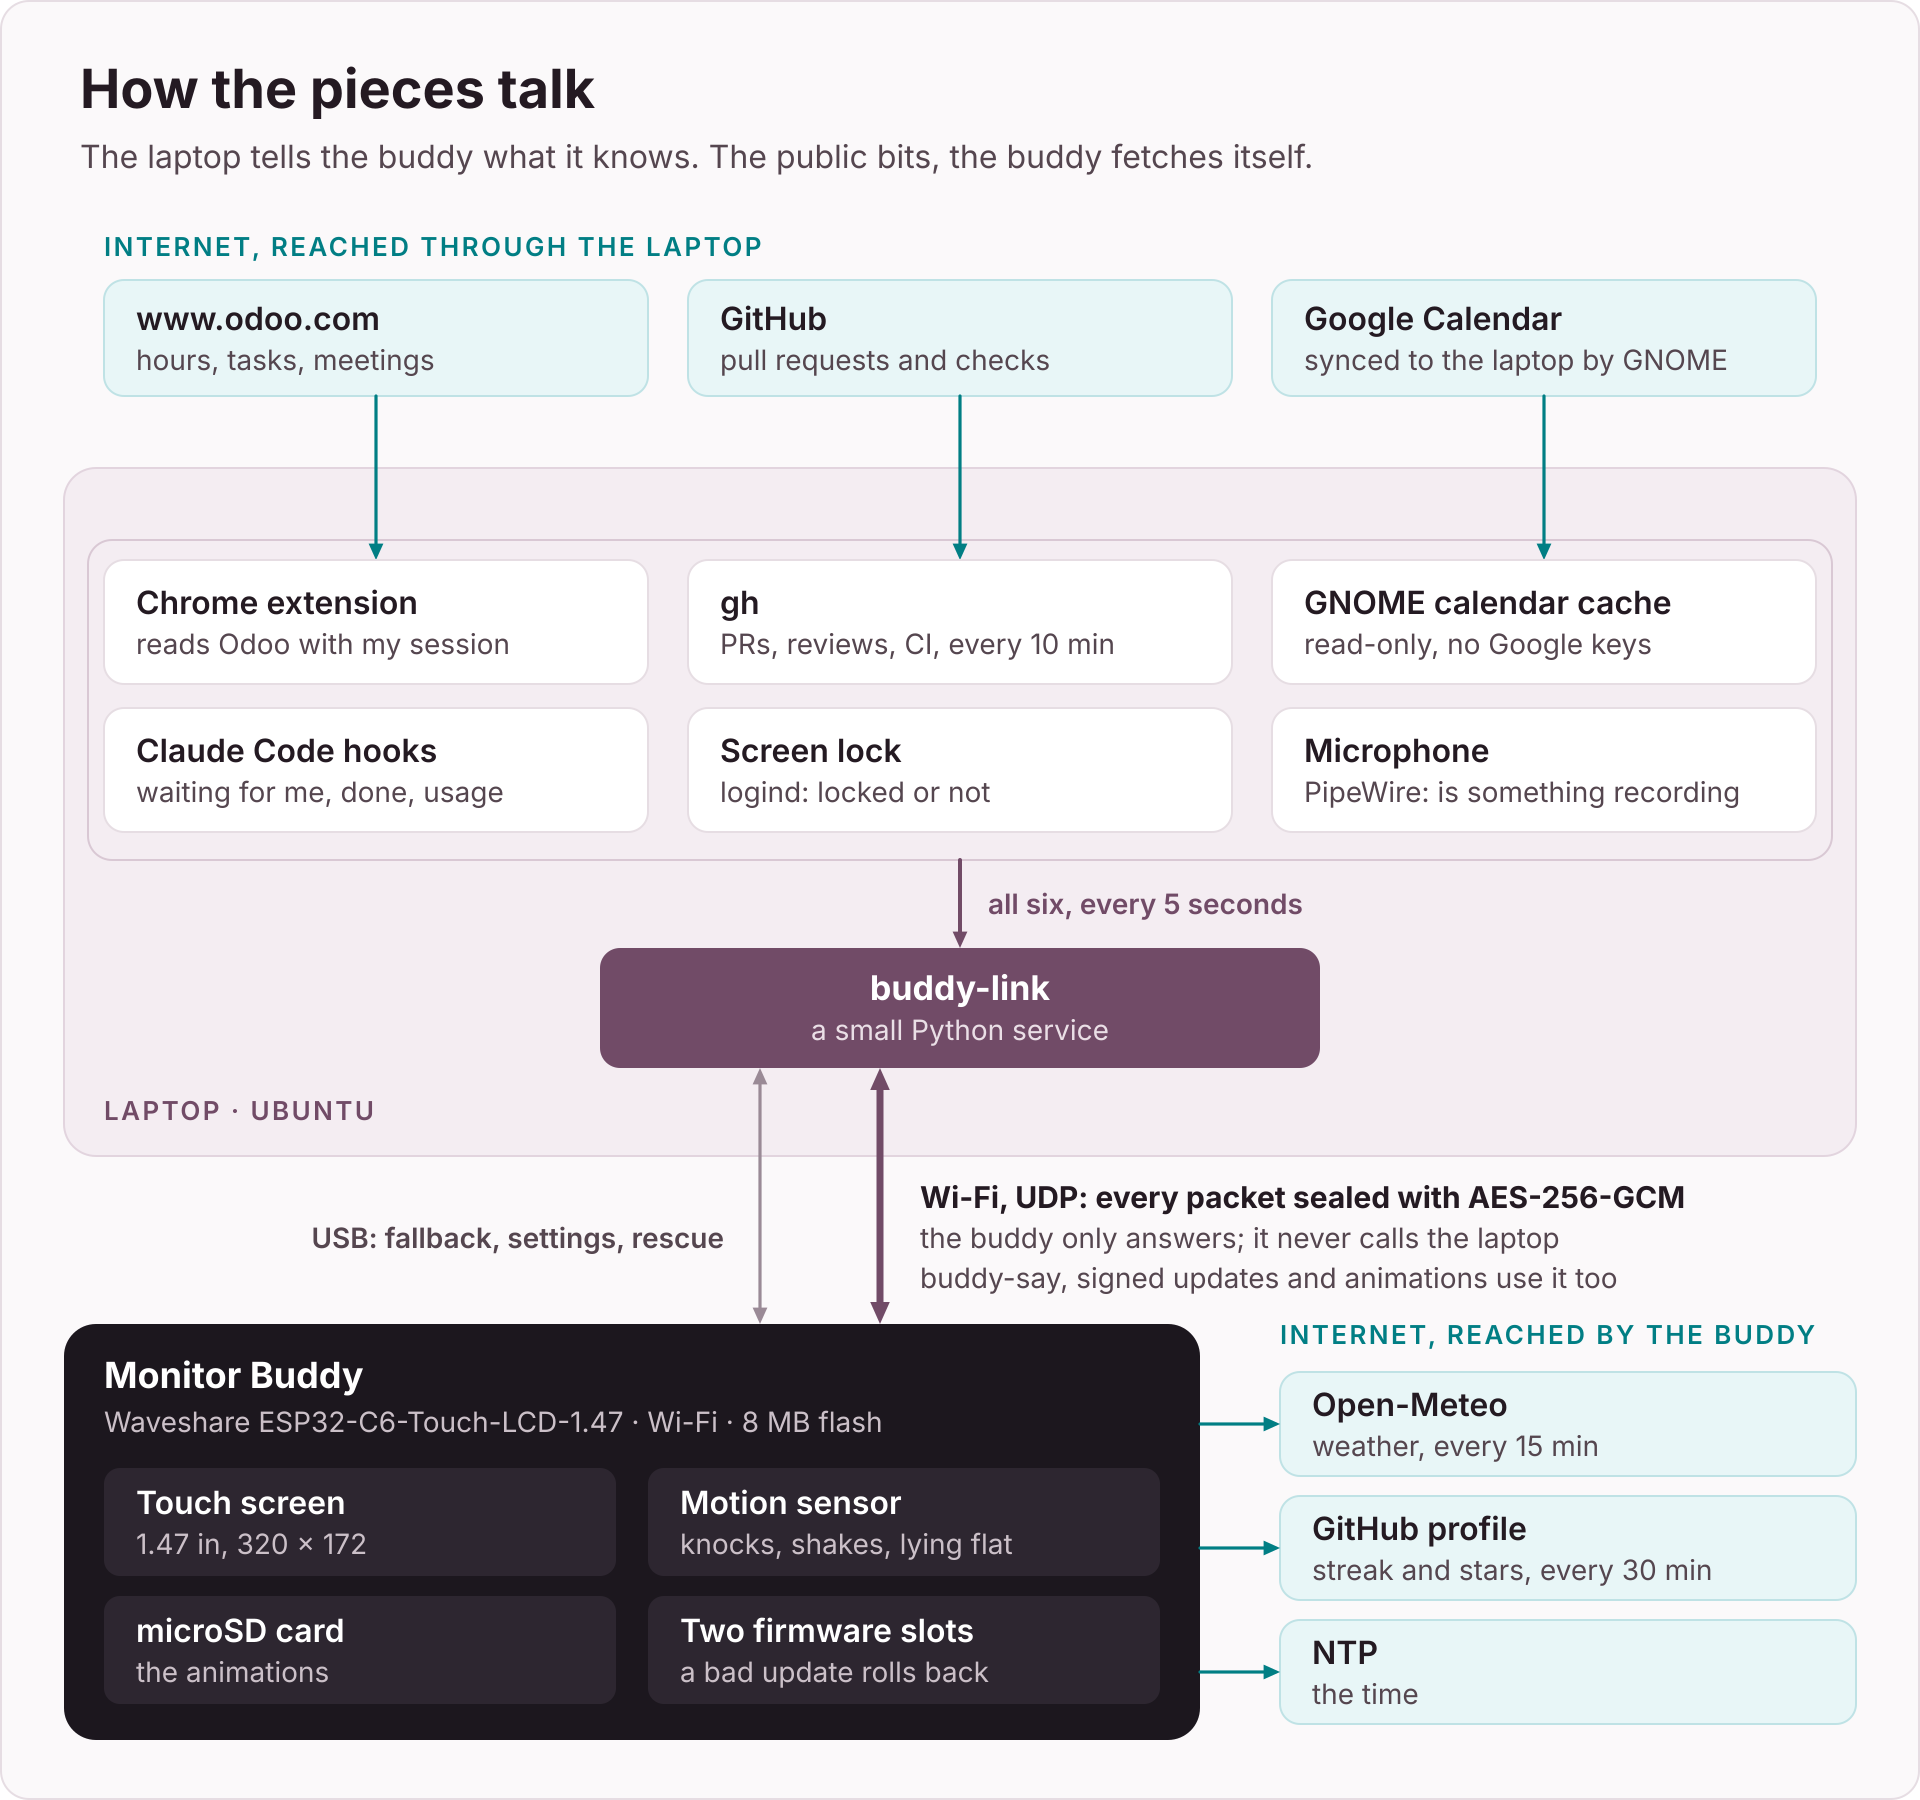 How the pieces talk
The laptop tells the buddy what it knows. The public bits, the buddy fetches itself.
INTERNET, REACHED THROUGH THE LAPTOP
www.odoo.com
hours, tasks, meetings
GitHub
pull requests and checks
Google Calendar
synced to the laptop by GNOME
Chrome extension
reads Odoo with my session
gh
PRs, reviews, CI, every 10 min
GNOME calendar cache
read-only, no Google keys
Claude Code hooks
waiting for me, done, usage
Screen lock
logind: locked or not
Microphone
PipeWire: is something recording
all six, every 5 seconds
buddy-link
a small Python service
LAPTOP · UBUNTU
USB: fallback, settings, rescue
Wi-Fi, UDP: every packet sealed with AES-256-GCM
the buddy only answers; it never calls the laptop
buddy-say, signed updates and animations use it too
Monitor Buddy
Waveshare ESP32-C6-Touch-LCD-1.47 · Wi-Fi · 8 MB flash
Touch screen
1.47 in, 320 × 172
Motion sensor
knocks, shakes, lying flat
microSD card
the animations
Two firmware slots
a bad update rolls back
INTERNET, REACHED BY THE BUDDY
Open-Meteo
weather, every 15 min
GitHub profile
streak and stars, every 30 min
NTP
the time